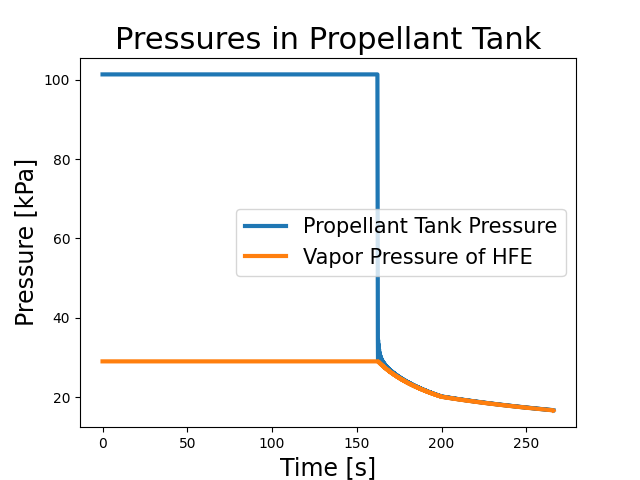 Pressures in Propellant Tank
Pressure [kPa]
100
80
60
40
20
Propellant Tank Pressure
Vapor Pressure of HFE
0 50 100 150 200 250
Time [s]